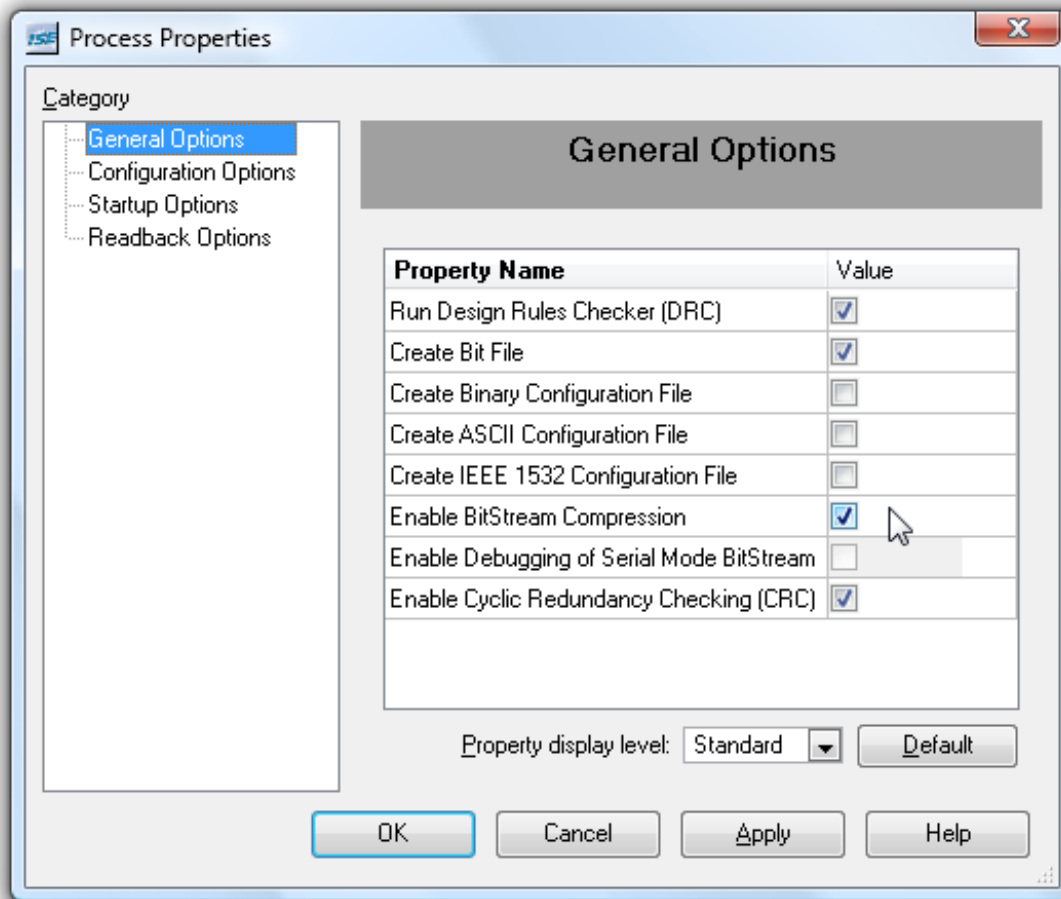 ISE Process Properties X
Category
General Options
Configuration Options
Startup Options
Readback Options
General Options
Property Name Value
Run Design Rules Checker (DRC)
Create Bit File
Create Binary Configuration File
Create ASCII Configuration File
Create IEEE 1532 Configuration File
Enable BitStream Compression
Enable Debugging of Serial Mode BitStream
Enable Cyclic Redundancy Checking (CRC)
Property display level: Standard Default
OK Cancel Apply Help